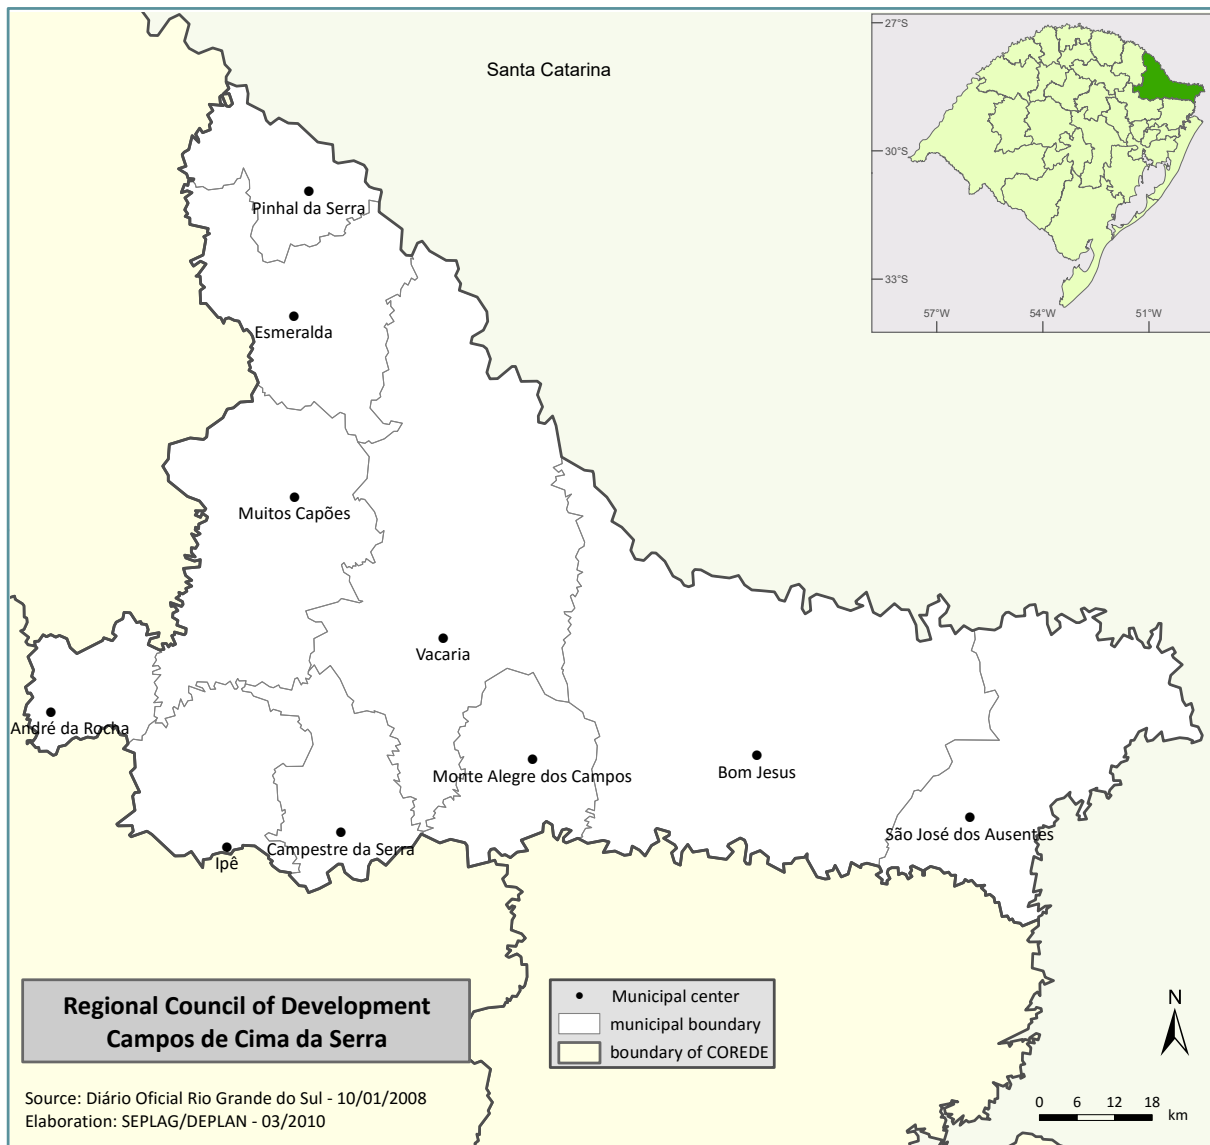 Santa Catarina
27°S
30°S
33°S
57°W
54°W
51°W
Pinhal da Serra
Esmeralda
Muitos Capões
Vacaria
André da Rocha
Monte Alegre dos Campos
Bom Jesus
São José dos Ausentes
Campestre da Serra
Ipê
Regional Council of Development
Campos de Cima da Serra
Municipal center
municipal boundary
boundary of COREDE
N
Source: Diário Oficial Rio Grande do Sul - 10/01/2008
Elaboration: SEPLAG/DEPLAN - 03/2010
0 6 12 18
km